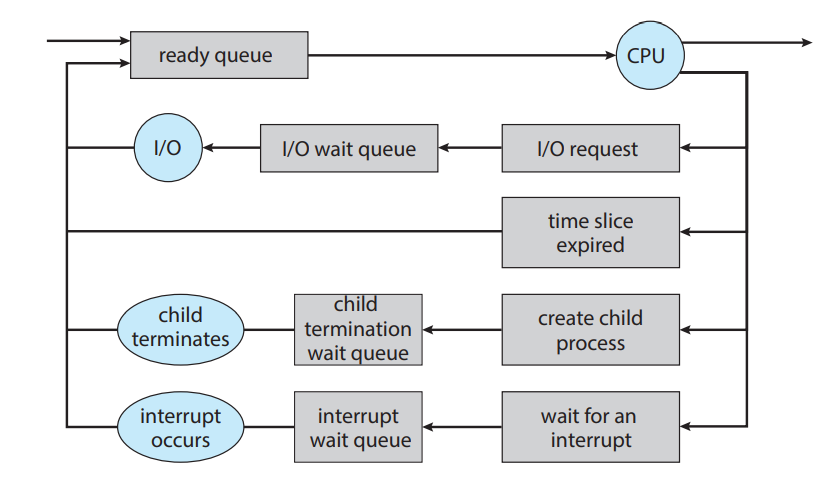 ready queue
CPU
I/O
I/O wait queue
I/O request
time slice
expired
child
terminates
child
termination
wait queue
create child
process
interrupt
occurs
interrupt
wait queue
wait for an
interrupt